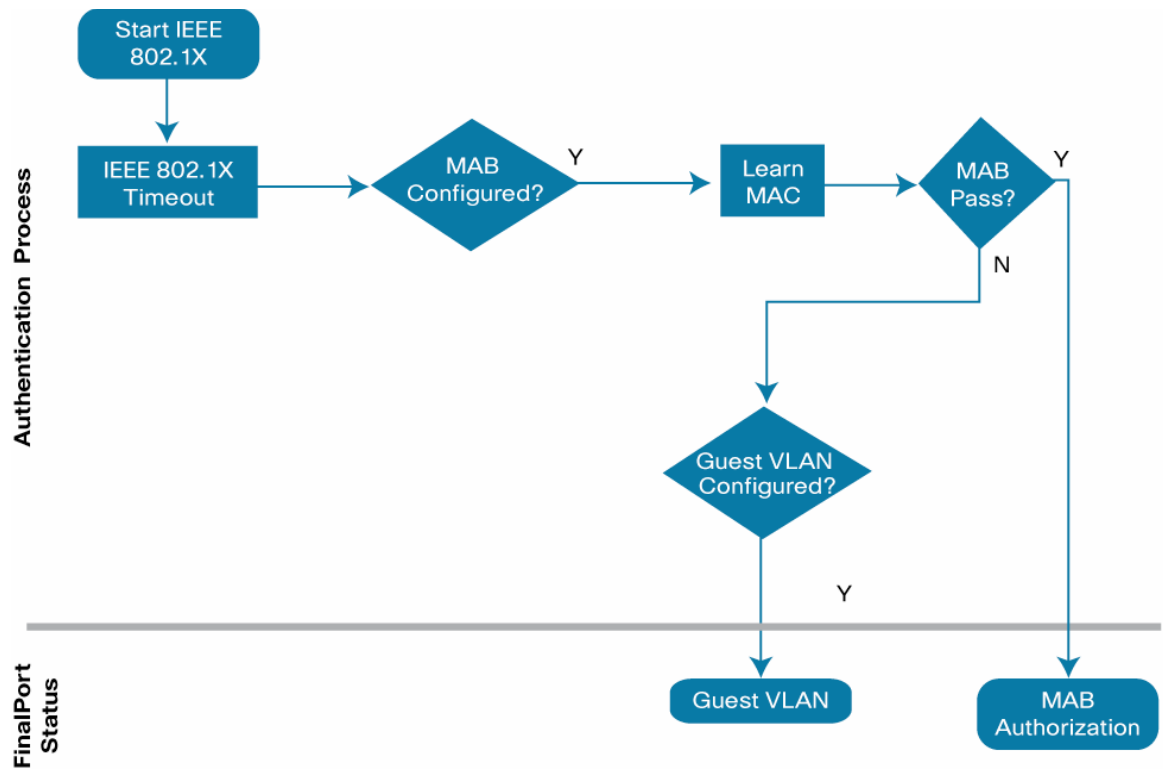 Start IEEE
802.1X
IEEE 802.1X
Timeout
MAB
Configured?
Y
Learn
MAC
MAB
Pass?
Y
N
Guest VLAN
Configured?
Y
Authentication Process
Guest VLAN
MAB
Authorization
FinalPort
Status